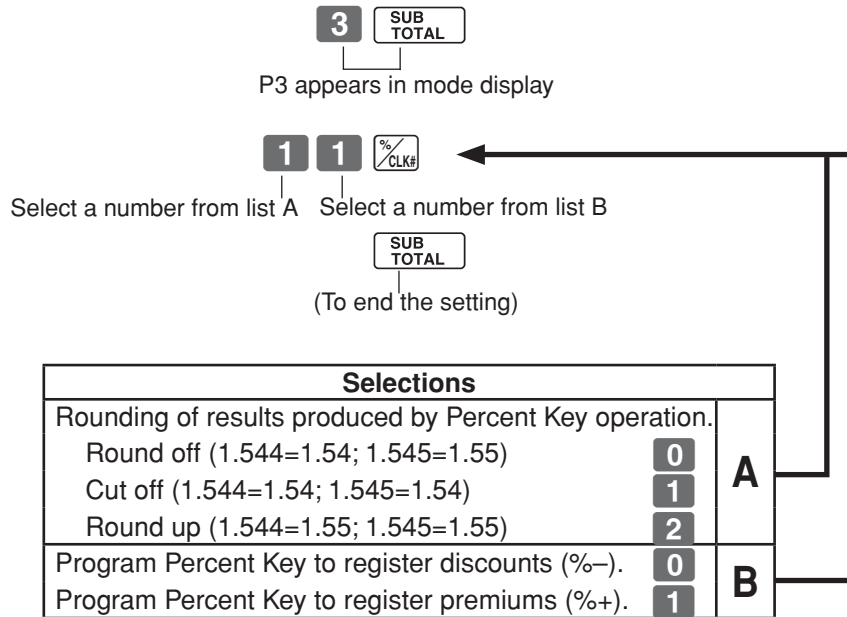 3 SUB TOTAL
P3 appears in mode display
1 1 %/CLK#
Select a number from list A Select a number from list B
SUB TOTAL
(To end the setting)
Selections
Rounding of results produced by Percent Key operation.
Round off (1.544=1.54; 1.545=1.55) 0
Cut off (1.544=1.54; 1.545=1.54) 1
Round up (1.544=1.55; 1.545=1.55) 2
A
Program Percent Key to register discounts (%–). 0
Program Percent Key to register premiums (%+). 1
B